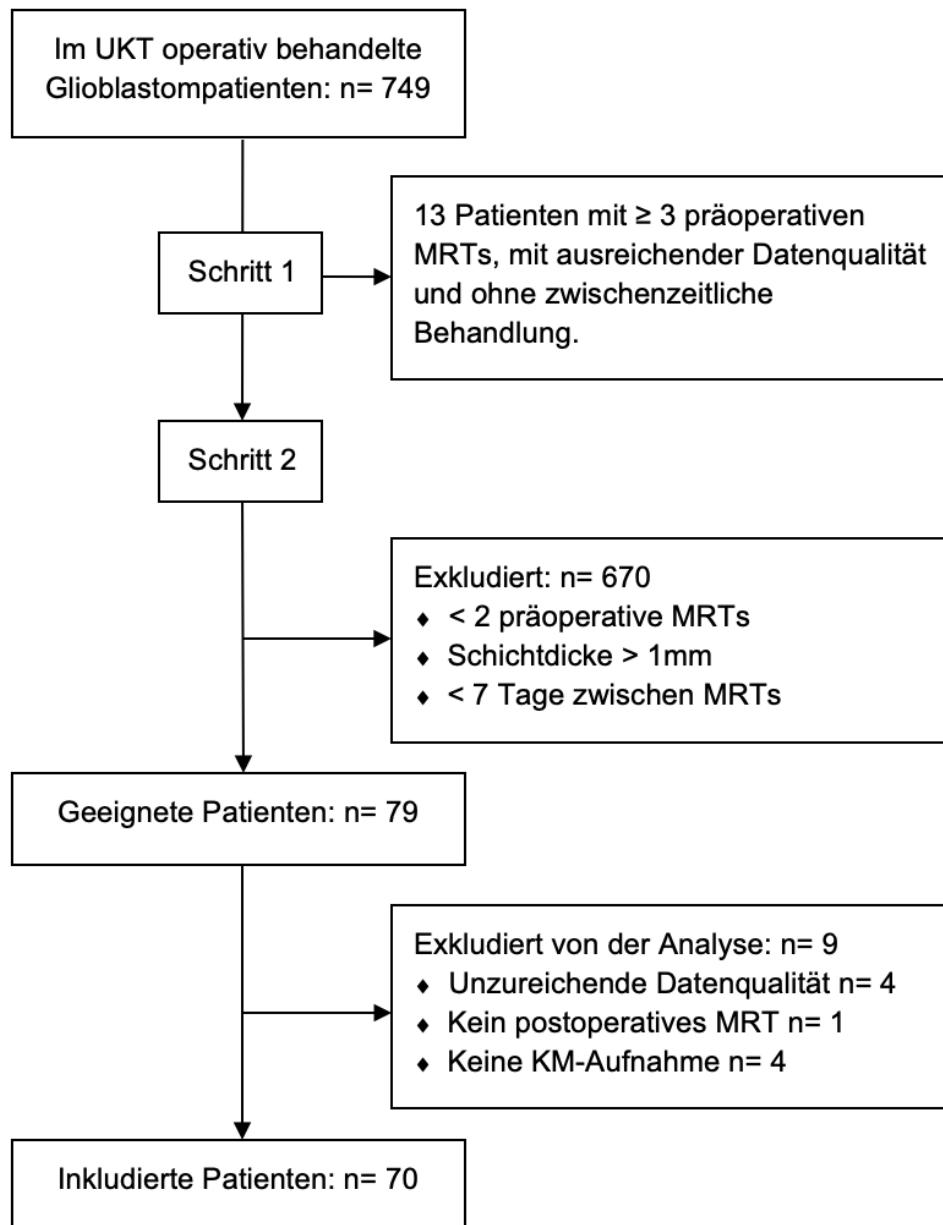 Im UKT operativ behandelte
Glioblastompatienten: n= 749
13 Patienten mit ≥ 3 präoperativen
MRTs, mit ausreichender Datenqualität
und ohne zwischenzeitliche
Behandlung.
Schritt 1
Schritt 2
Exkludiert: n= 670
♦ < 2 präoperative MRTs
♦ Schichtdicke > 1mm
♦ < 7 Tage zwischen MRTs
Geeignete Patienten: n= 79
Exkludiert von der Analyse: n= 9
♦ Unzureichende Datenqualität n= 4
♦ Kein postoperatives MRT n= 1
♦ Keine KM-Aufnahme n= 4
Inkludierte Patienten: n= 70